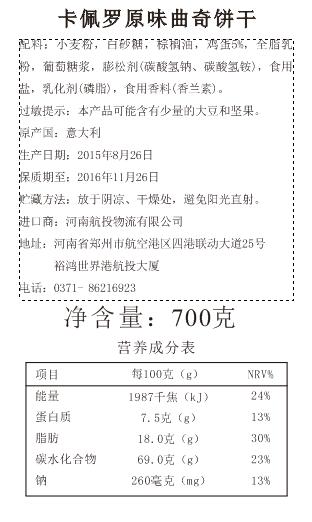 卡佩罗原味曲奇饼干
配料：小麦粉，白砂糖，棕榈油，鸡蛋5%，全脂乳
粉，葡萄糖浆，膨松剂(碳酸氢钠、碳酸氢铵)，食用
盐，乳化剂(磷脂)，食用香料(香兰素)。
过敏提示：本产品可能含有少量的大豆和坚果。
原产国：意大利
生产日期：2015年8月26日
保质期至：2016年11月26日
贮藏方法：放于阴凉、干燥处，避免阳光直射。
进口商：河南航投物流有限公司
地址：河南省郑州市航空港区四港联动大道25号
裕鸿世界港航投大厦
电话：0371- 86216923
净含量：700克
营养成分表
项目 每100克（g） NRV%
能量 1987千焦（kJ） 24%
蛋白质 7.5克（g） 13%
脂肪 18.0克（g） 30%
碳水化合物 69.0克（g） 23%
钠 260毫克（mg） 13%